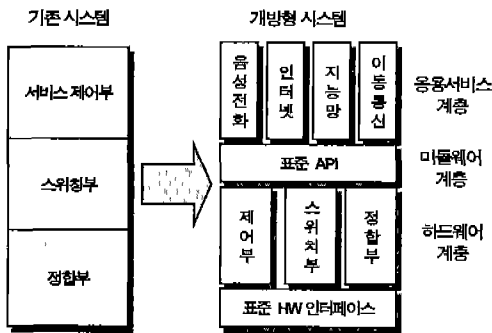 기존 시스템
개방형 시스템
서비스 제어부
스위칭부
정합부
음성전화
인터넷
지능망
이동통신
응용서비스
계층
표준 API
미들웨어
계층
제어부
스위치부
정합부
하드웨어
계층
표준 HW 인터페이스